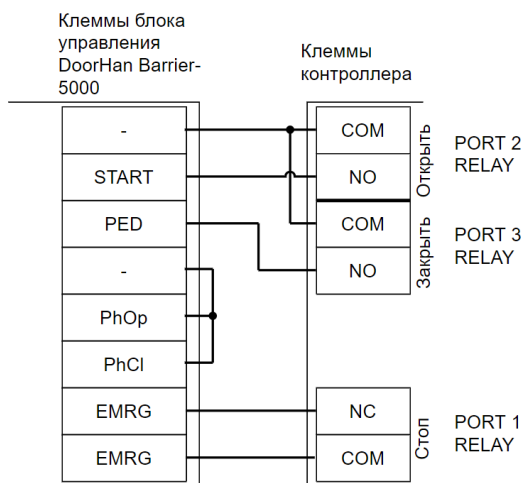 Клеммы блока
управления
DoorHan Barrier-
5000
Клеммы
контроллера
-
START
PED
-
PhOp
PhCl
EMRG
EMRG
COM
NO
COM
NO
NC
COM
Открыть
Закрыть
Стоп
PORT 2
RELAY
PORT 3
RELAY
PORT 1
RELAY